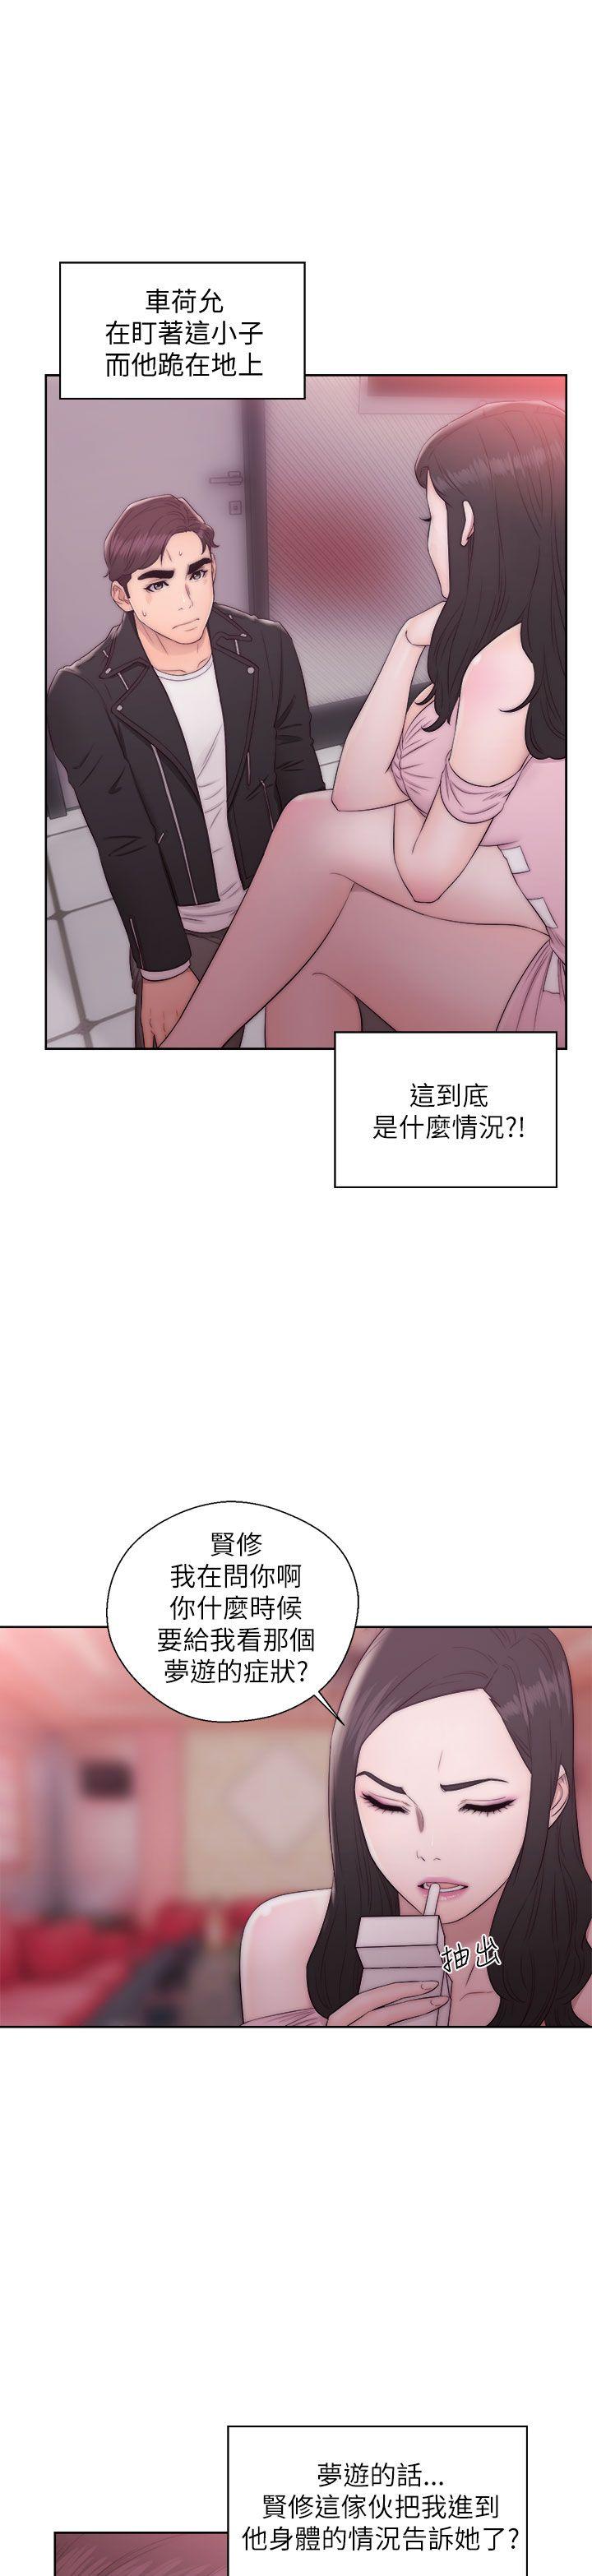 車荷允
在盯著這小子
而他跪在地上
這到底
是什麼情況?!
賢修
我在問你啊
你什麼時候
要給我看那個
夢遊的症狀?
抽出
夢遊的話...
賢修這傢伙把我進到
他身體的情況告訴她了?